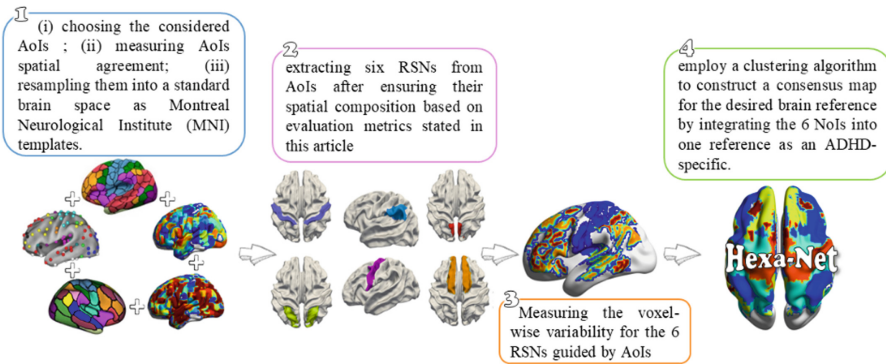 1
(i) choosing the considered
AoIs ; (ii) measuring AoIs
spatial agreement; (iii)
resampling them into a standard
brain space as Montreal
Neurological Institute (MNI)
templates.
2
extracting six RSNs from
AoIs after ensuring their
spatial composition based on
evaluation metrics stated in
this article
3
Measuring the voxel-
wise variability for the 6
RSNs guided by AoIs
4
employ a clustering algorithm
to construct a consensus map
for the desired brain reference
by integrating the 6 NoIs into
one reference as an ADHD-
specific.
Hexa-Net